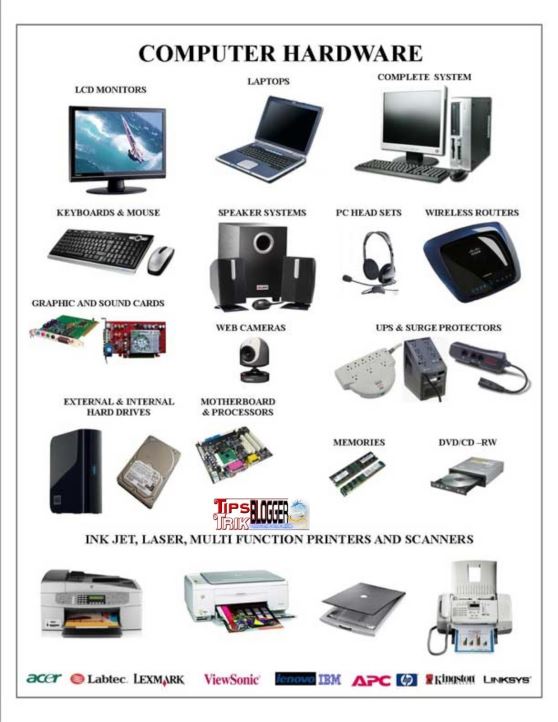 COMPUTER HARDWARE
LCD MONITORS
LAPTOPS
COMPLETE SYSTEM
KEYBOARDS & MOUSE
SPEAKER SYSTEMS
PC HEAD SETS
WIRELESS ROUTERS
GRAPHIC AND SOUND CARDS
WEB CAMERAS
UPS & SURGE PROTECTORS
EXTERNAL & INTERNAL
HARD DRIVES
MOTHERBOARD
& PROCESSORS
MEMORIES
DVD/CD –RW
TIPS
TRIK
BLOGGER
INK JET, LASER, MULTI FUNCTION PRINTERS AND SCANNERS
acer Labtec. LEXMARK ViewSonic lenovo IBM APC hp Kingston LINKSYS